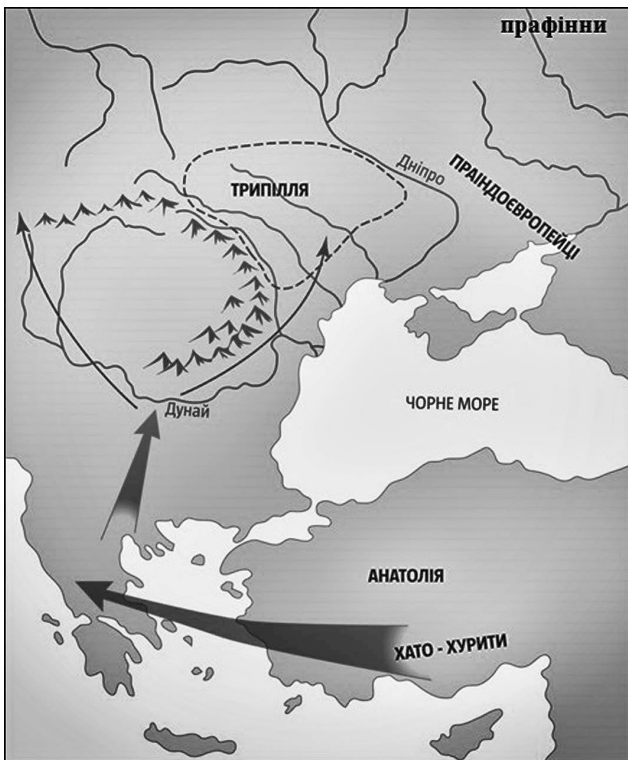 прафінни
Дніпро
ПРАІНДОЄВРОПЕЙЦІ
ТРИПІЛЛЯ
Дунай
ЧОРНЕ МОРЕ
АНАТОЛІЯ
ХАТО - ХУРИТИ